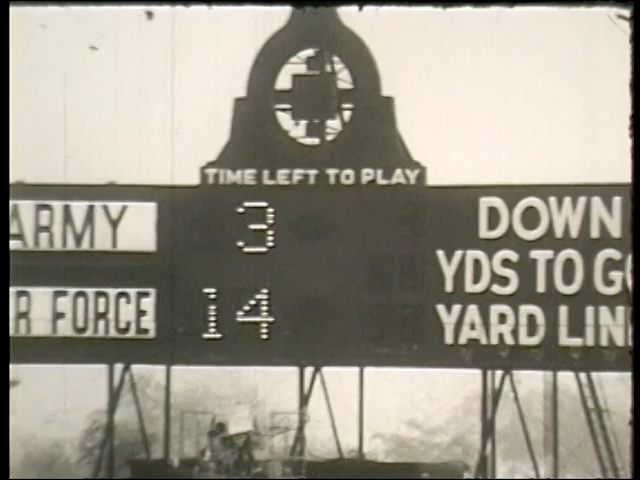 TIME LEFT TO PLAY
ARMY 3
R FORCE 14
DOWN
YDS TO GO
YARD LIN